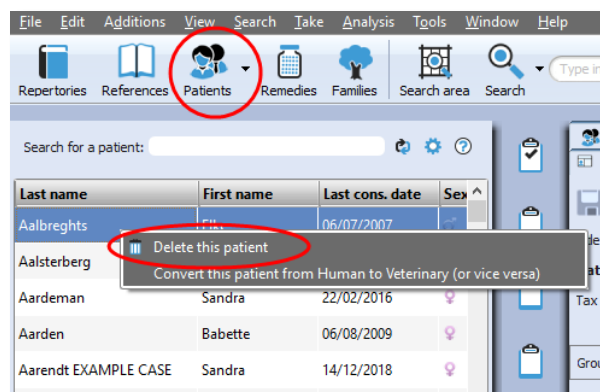 File Edit Additions View Search Take Analysis Tools Window Help
Repertories References Patients Remedies Families Search area Search Type in
Search for a patient:
Last name First name Last cons. date Sex
Aalbreghts 06/07/2007
Delete this patient
Aalsterberg
Convert this patient from Human to Veterinary (or vice versa)
Aardeman Sandra 22/02/2016
Tax
Aarden Babette 06/08/2009
Aarendt EXAMPLE CASE Sandra 14/12/2018
Grou